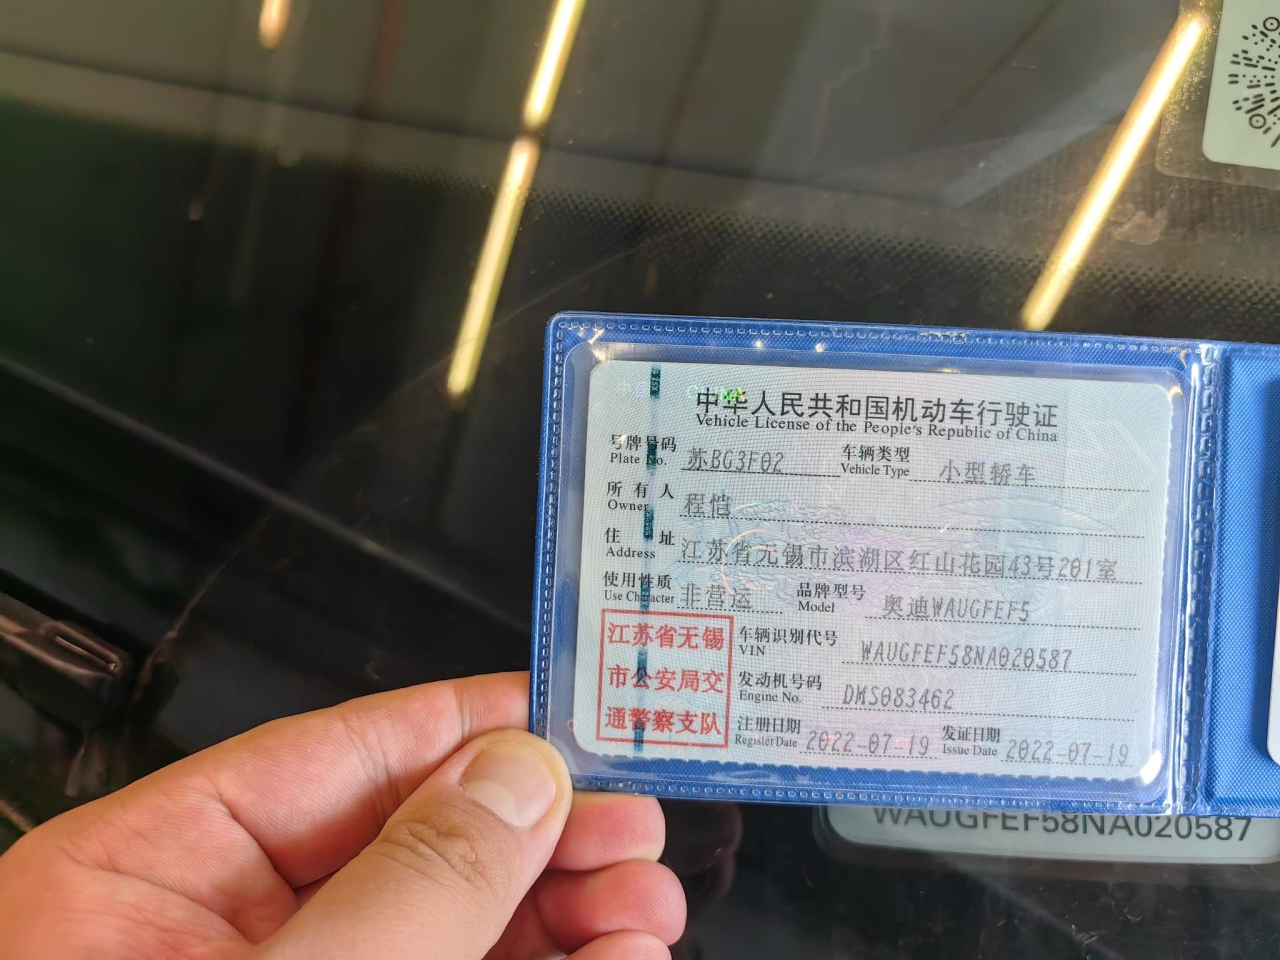 中华人民共和国机动车行驶证
Vehicle License of the People's Republic of China
号牌号码 苏BG3F02 车辆类型 小型轿车
Plate No. Vehicle Type
所有人 程恺
Owner
住址 江苏省无锡市滨湖区红山花园43号201室
Address
使用性质 非营运 品牌型号 奥迪WAUGFEF5
Use Character Model
江苏省无锡
市公安局交
通警察支队
车辆识别代号 WAUGFEF58NA020587
VIN
发动机号码 DMS083462
Engine No.
注册日期 2022-07-19 发证日期 2022-07-19
Register Date Issue Date
WAUGFEF58NA020587